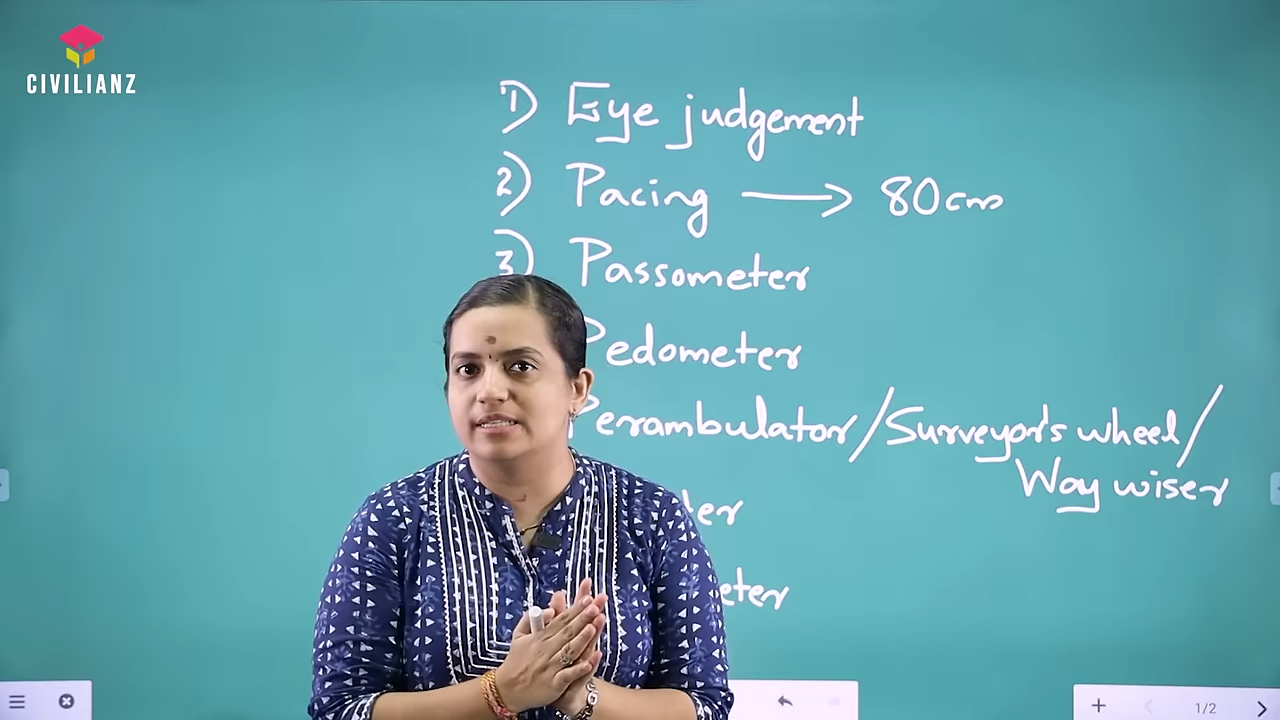 CIVILIANZ
1) Eye judgement
2) Pacing → 80cm
3) Passometer
Pedometer
Perambulator/Surveyor's wheel/
Way wiser
1/2